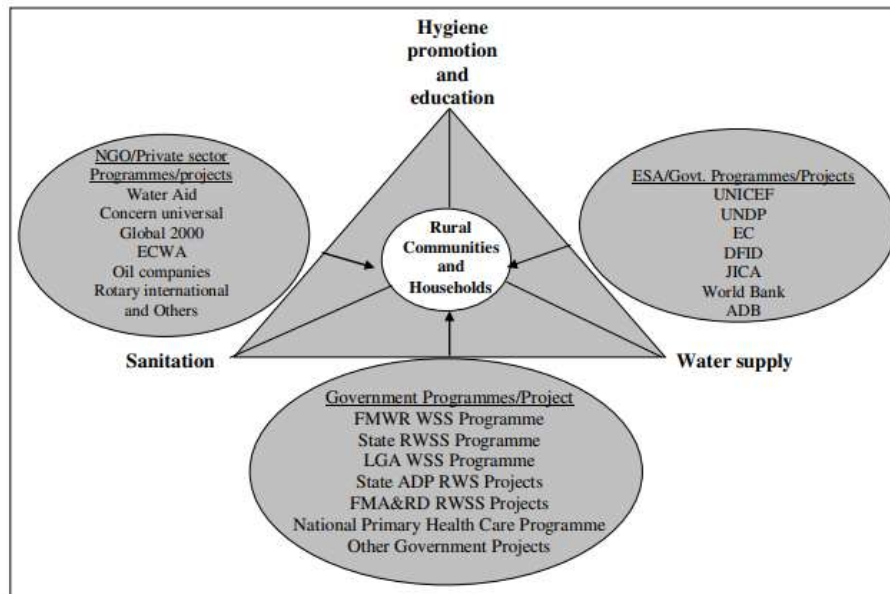 Hygiene
promotion
and
education
NGO/Private sector
Programmes/projects
Water Aid
Concern universal
Global 2000
ECWA
Oil companies
Rotary international
and Others
Rural
Communities
and
Households
ESA/Govt. Programmes/Projects
UNICEF
UNDP
EC
DFID
JICA
World Bank
ADB
Sanitation
Water supply
Government Programmes/Project
FMWR WSS Programme
State RWSS Programme
LGA WSS Programme
State ADP RWS Projects
FMA&RD RWSS Projects
National Primary Health Care Programme
Other Government Projects